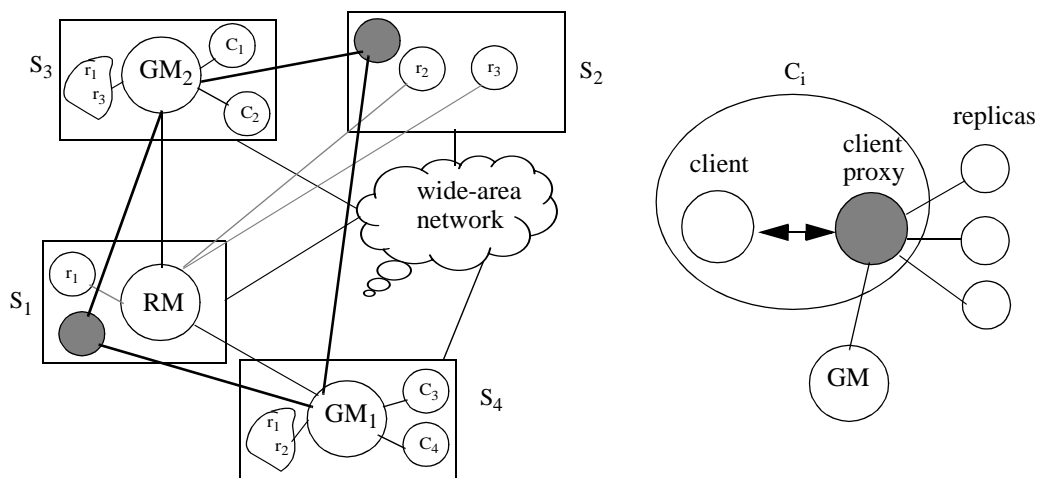 S3
GM2
C1
C2
r1
r3
r2
r3
S2
wide-area
network
S1
r1
RM
S4
GM1
C3
C4
r1
r2
Ci
client
client
proxy
replicas
GM